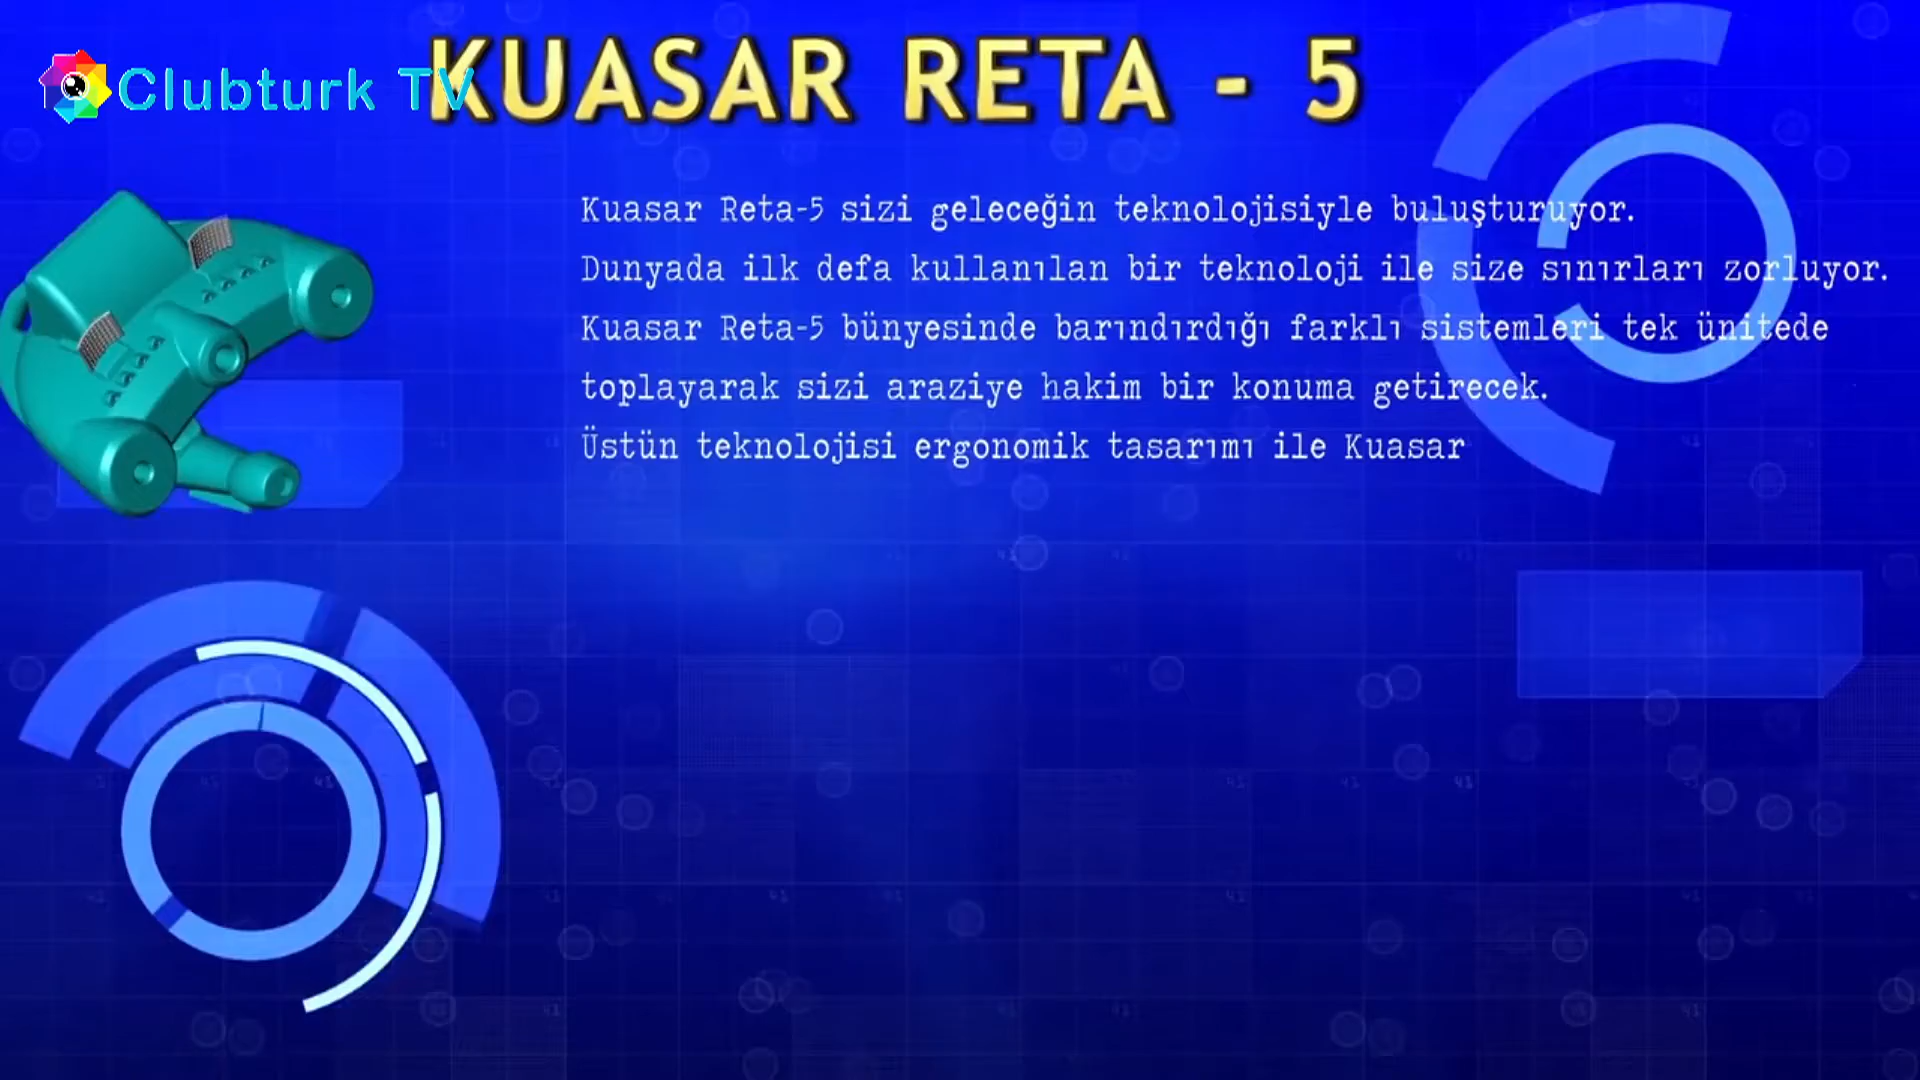 Clubturk TV
KUASAR RETA - 5
Kuasar Reta-5 sizi geleceğin teknolojisiyle buluşturuyor.
Dunyada ilk defa kullanılan bir teknoloji ile size sınırları zorluyor.
Kuasar Reta-5 bünyesinde barındırdığı farklı sistemleri tek ünitede
toplayarak sizi araziye hakim bir konuma getirecek.
Üstün teknolojisi ergonomik tasarımı ile Kuasar